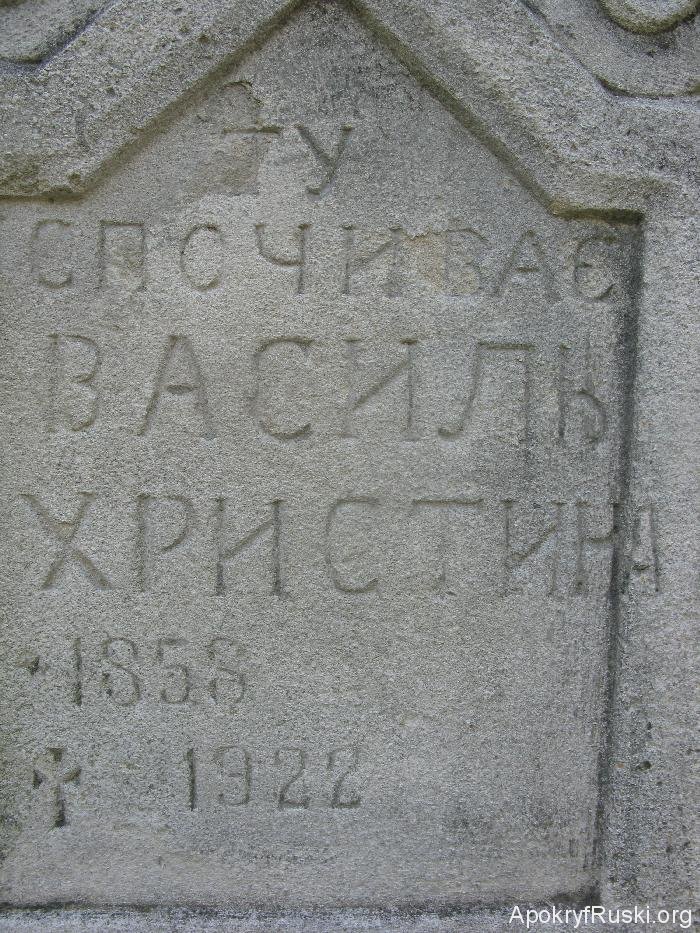 ТУ
СПОЧИВАЄ
ВАСИЛЬ
ХРИСТИНА
* 1858
† 1922
ApokryfRuski.org